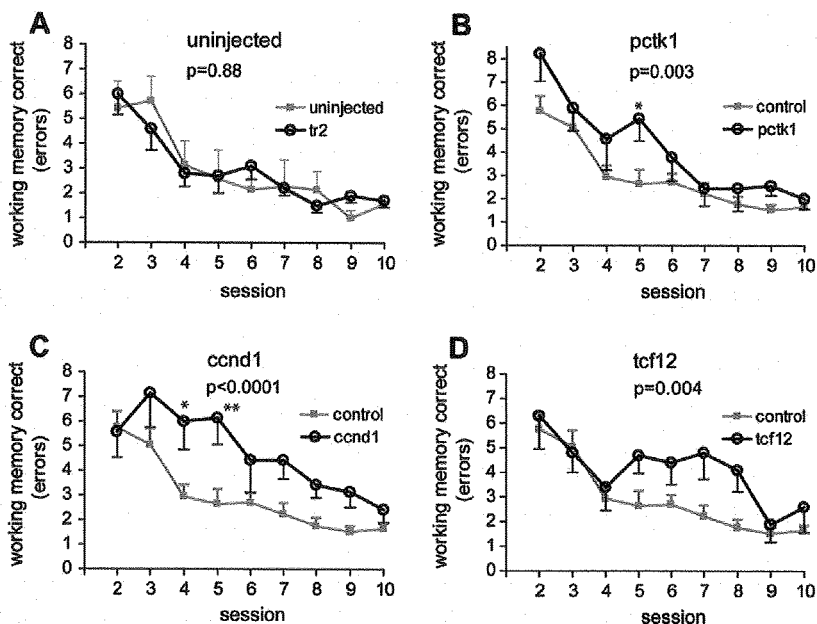 A
uninjected
p=0.88
uninjected
tr2
working memory correct
(errors)
8
7
6
5
4
3
2
1
0
2 3 4 5 6 7 8 9 10
session
B
pctk1
p=0.003
*
control
pctk1
working memory correct
(errors)
8
7
6
5
4
3
2
1
0
2 3 4 5 6 7 8 9 10
session
C
ccnd1
p<0.0001
* **
control
ccnd1
working memory correct
(errors)
8
7
6
5
4
3
2
1
0
2 3 4 5 6 7 8 9 10
session
D
tcf12
p=0.004
control
tcf12
working memory correct
(errors)
8
7
6
5
4
3
2
1
0
2 3 4 5 6 7 8 9 10
session